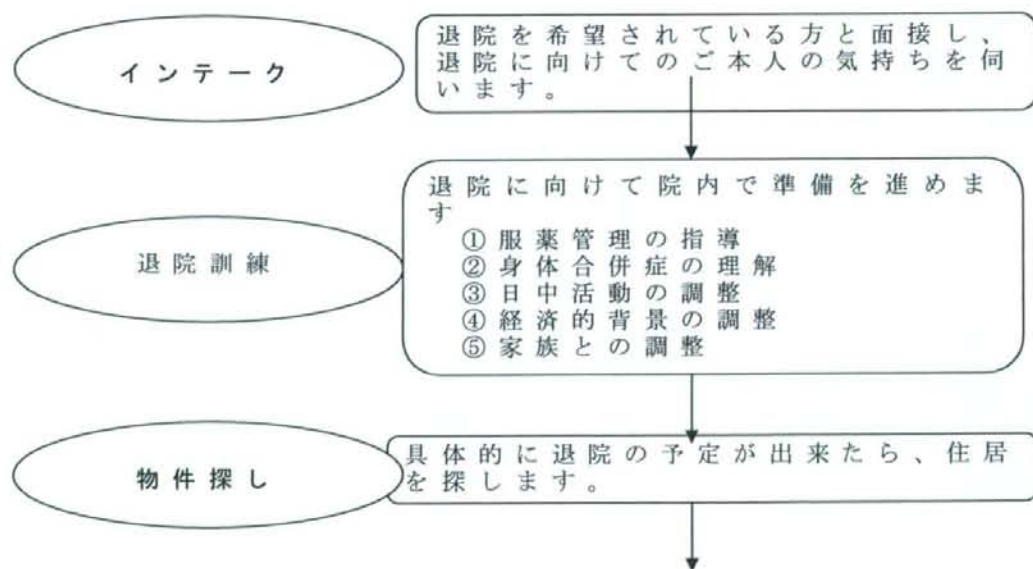 インテーク
退院を希望されている方と面接し、
退院に向けてのご本人の気持ちを伺
います。
退院訓練
退院に向けて院内で準備を進めま
す
① 服薬管理の指導
② 身体合併症の理解
③ 日中活動の調整
④ 経済的背景の調整
⑤ 家族との調整
物件探し
具体的に退院の予定が出来たら、住居
を探します。